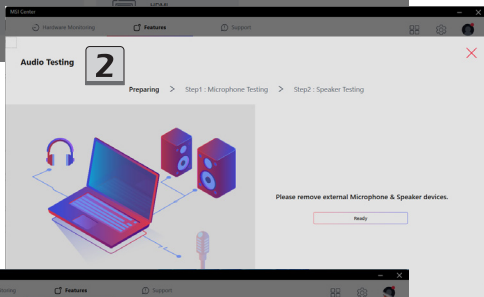 MSI Center
Hardware Monitoring Features Support
Audio Testing 2
Preparing > Step1 : Microphone Testing > Step2 : Speaker Testing
Please remove external Microphone & Speaker devices.
Ready
Features Support